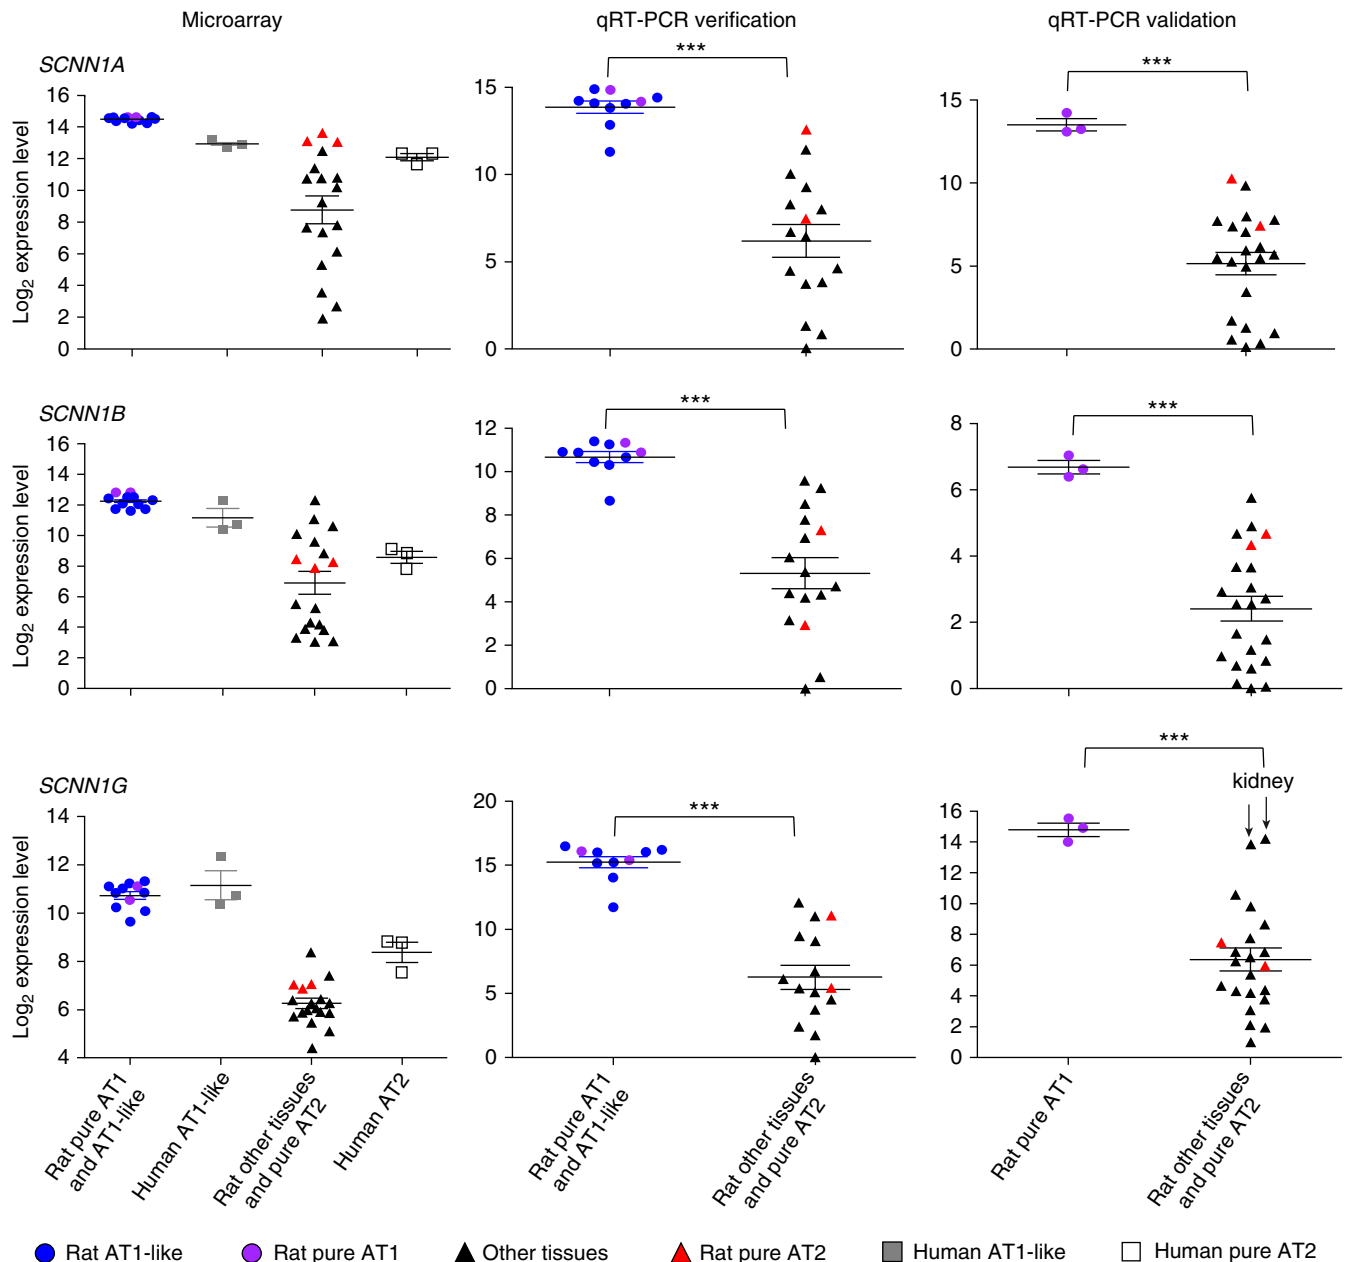 Microarray
qRT-PCR verification
qRT-PCR validation
SCNN1A
***
***
Log2 expression level
16
14
12
10
8
6
4
2
0
15
10
5
0
15
10
5
0
SCNN1B
***
***
Log2 expression level
16
14
12
10
8
6
4
2
0
12
10
8
6
4
2
0
8
6
4
2
0
SCNN1G
***
***
kidney
Log2 expression level
14
12
10
8
6
4
20
15
10
5
0
16
14
12
10
8
6
4
2
0
Rat pure AT1
and AT1-like
Human AT1-like
Rat other tissues
and pure AT2
Human AT2
Rat pure AT1
and AT1-like
Rat other tissues
and pure AT2
Rat pure AT1
Rat other tissues
and pure AT2
Rat AT1-like
Rat pure AT1
Other tissues
Rat pure AT2
Human AT1-like
Human pure AT2